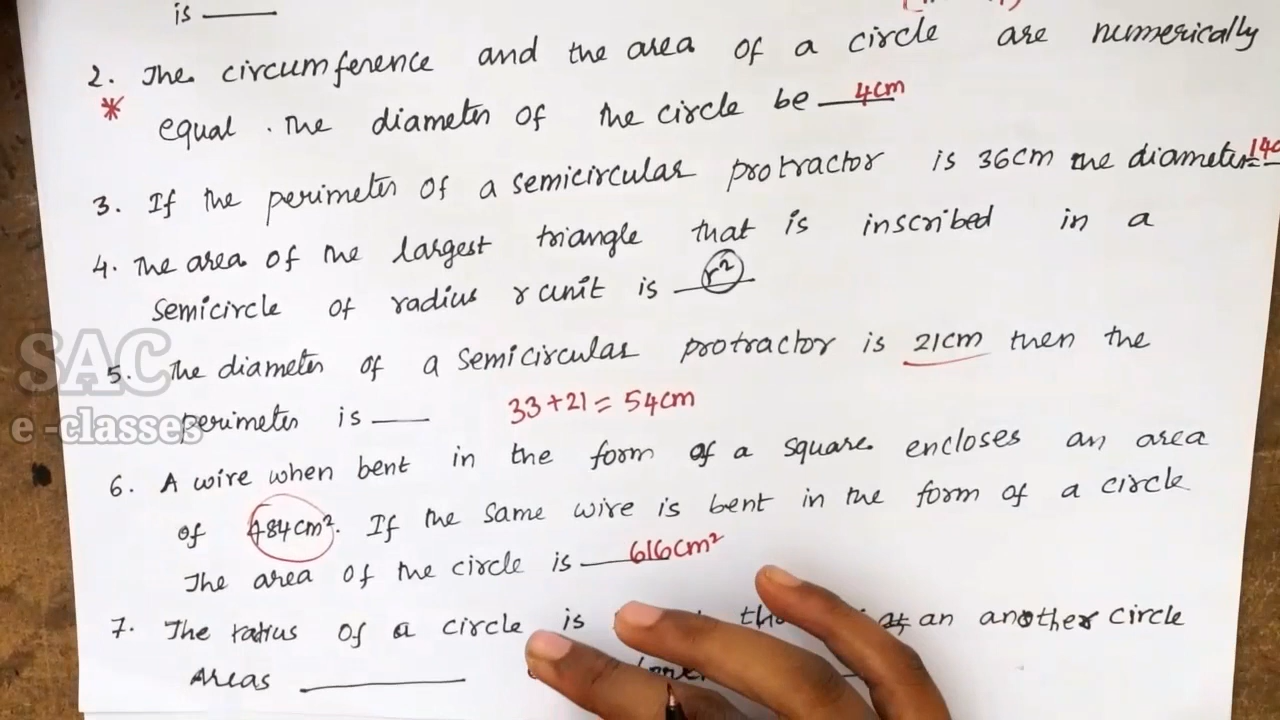 is ____
2. The circumference and the area of a circle are numerically
* equal . The diameter of the circle be 4cm
3. If the perimeter of a semicircular protractor is 36cm the diameter= 14c
4. The area of the largest triangle that is inscribed in a
semicircle of radius r unit is r²
5. The diameter of a semicircular protractor is 21cm then the
perimeter is ____ 33+21 = 54cm
6. A wire when bent in the form of a square encloses an area
of 484cm². If the same wire is bent in the form of a circle
The area of the circle is 616cm²
7. The ratius of a circle is an another circle
Areas ____
SAC
e-classes